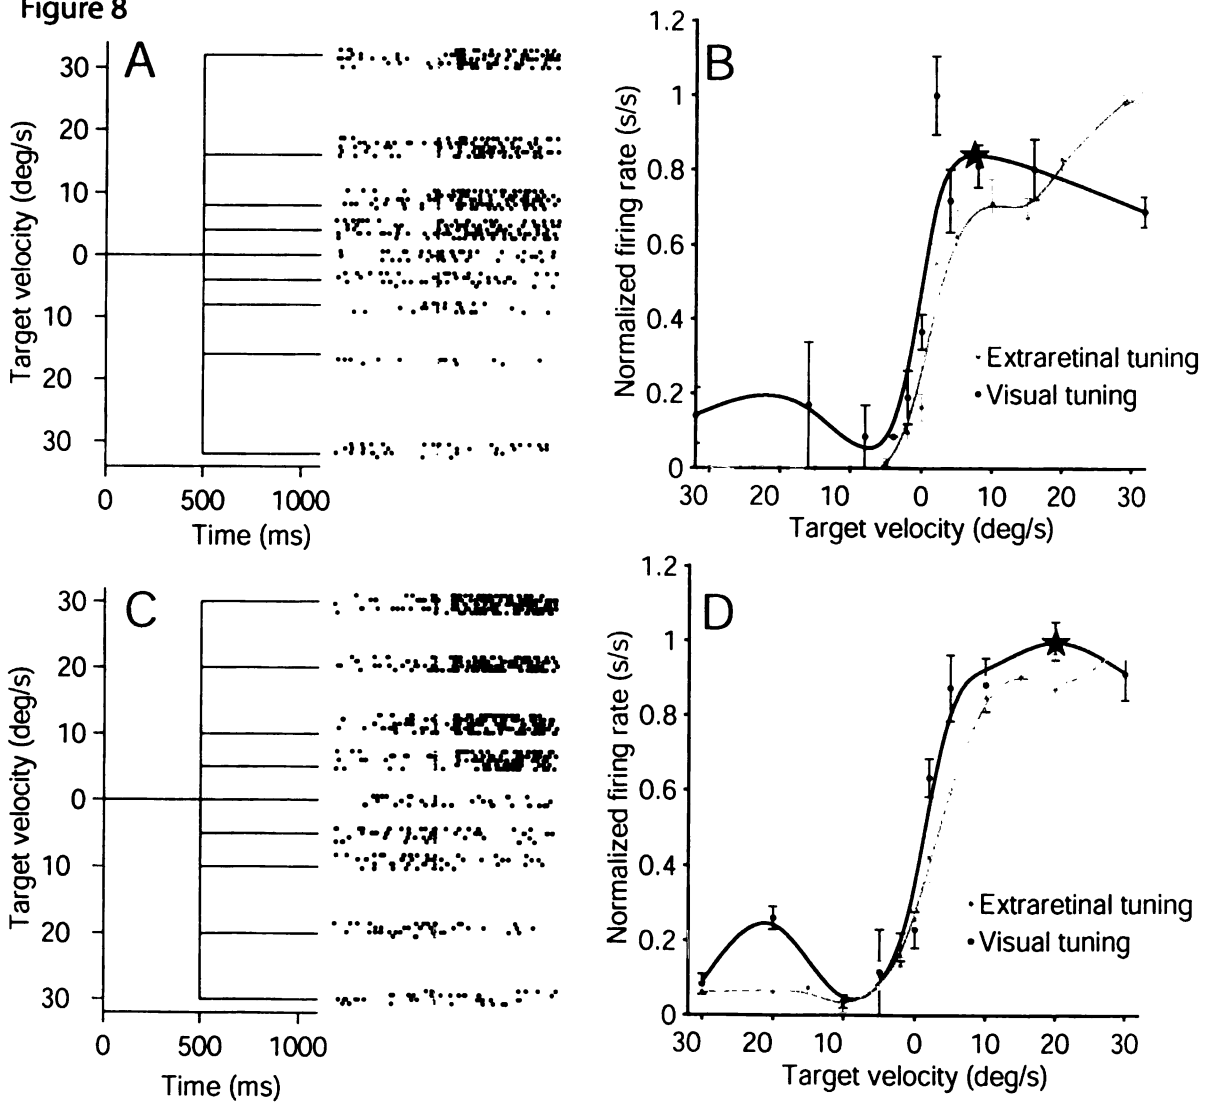 Figure 8
A
Target velocity (deg/s)
30
20
10
0
10
20
30
0 500 1000
Time (ms)
B
Normalized firing rate (s/s)
1.2
1
0.8
0.6
0.4
0.2
0
Extraretinal tuning
Visual tuning
30 20 10 0 10 20 30
Target velocity (deg/s)
C
Target velocity (deg/s)
30
20
10
0
10
20
30
0 500 1000
Time (ms)
D
Normalized firing rate (s/s)
1.2
1
0.8
0.6
0.4
0.2
0
Extraretinal tuning
Visual tuning
30 20 10 0 10 20 30
Target velocity (deg/s)